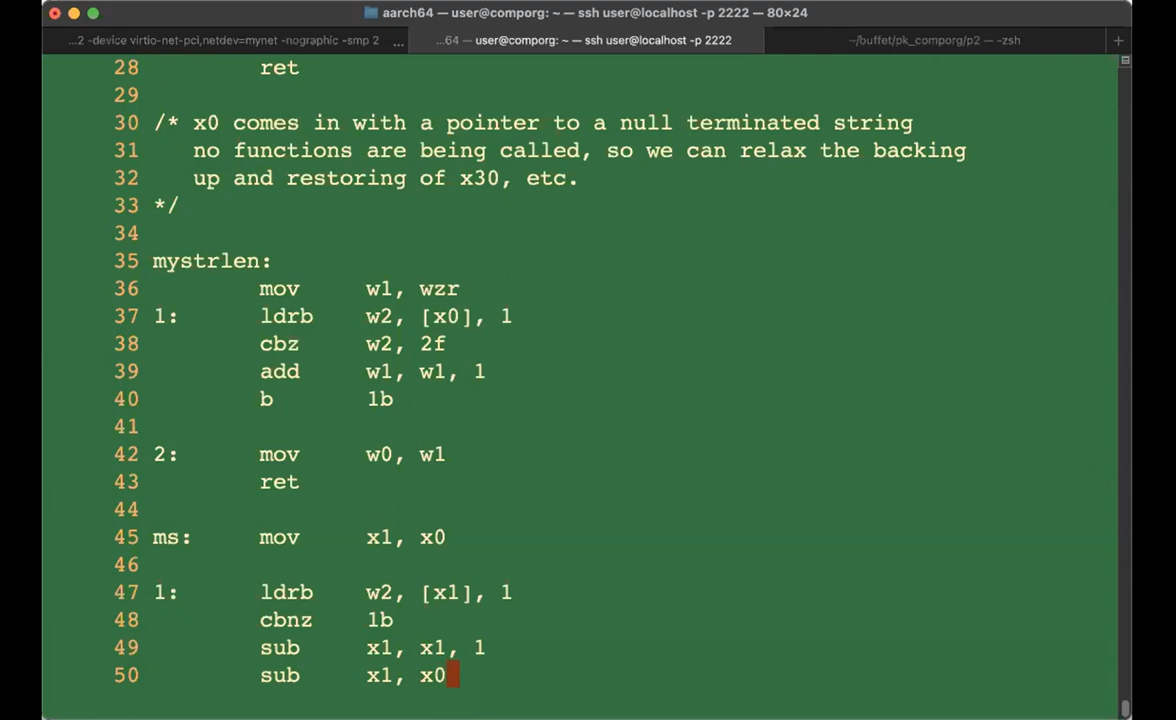 aarch64 — user@comporg: ~ — ssh user@localhost -p 2222 — 80×24
...2 -device virtio-net-pci,netdev=mynet -nographic -smp 2 ...
...64 — user@comporg: ~ — ssh user@localhost -p 2222
~/buffet/pk_comporg/p2 — -zsh
+
28 ret
29
30 /* x0 comes in with a pointer to a null terminated string
31 no functions are being called, so we can relax the backing
32 up and restoring of x30, etc.
33 */
34
35 mystrlen:
36 mov w1, wzr
37 1: ldrb w2, [x0], 1
38 cbz w2, 2f
39 add w1, w1, 1
40 b 1b
41
42 2: mov w0, w1
43 ret
44
45 ms: mov x1, x0
46
47 1: ldrb w2, [x1], 1
48 cbnz 1b
49 sub x1, x1, 1
50 sub x1, x0